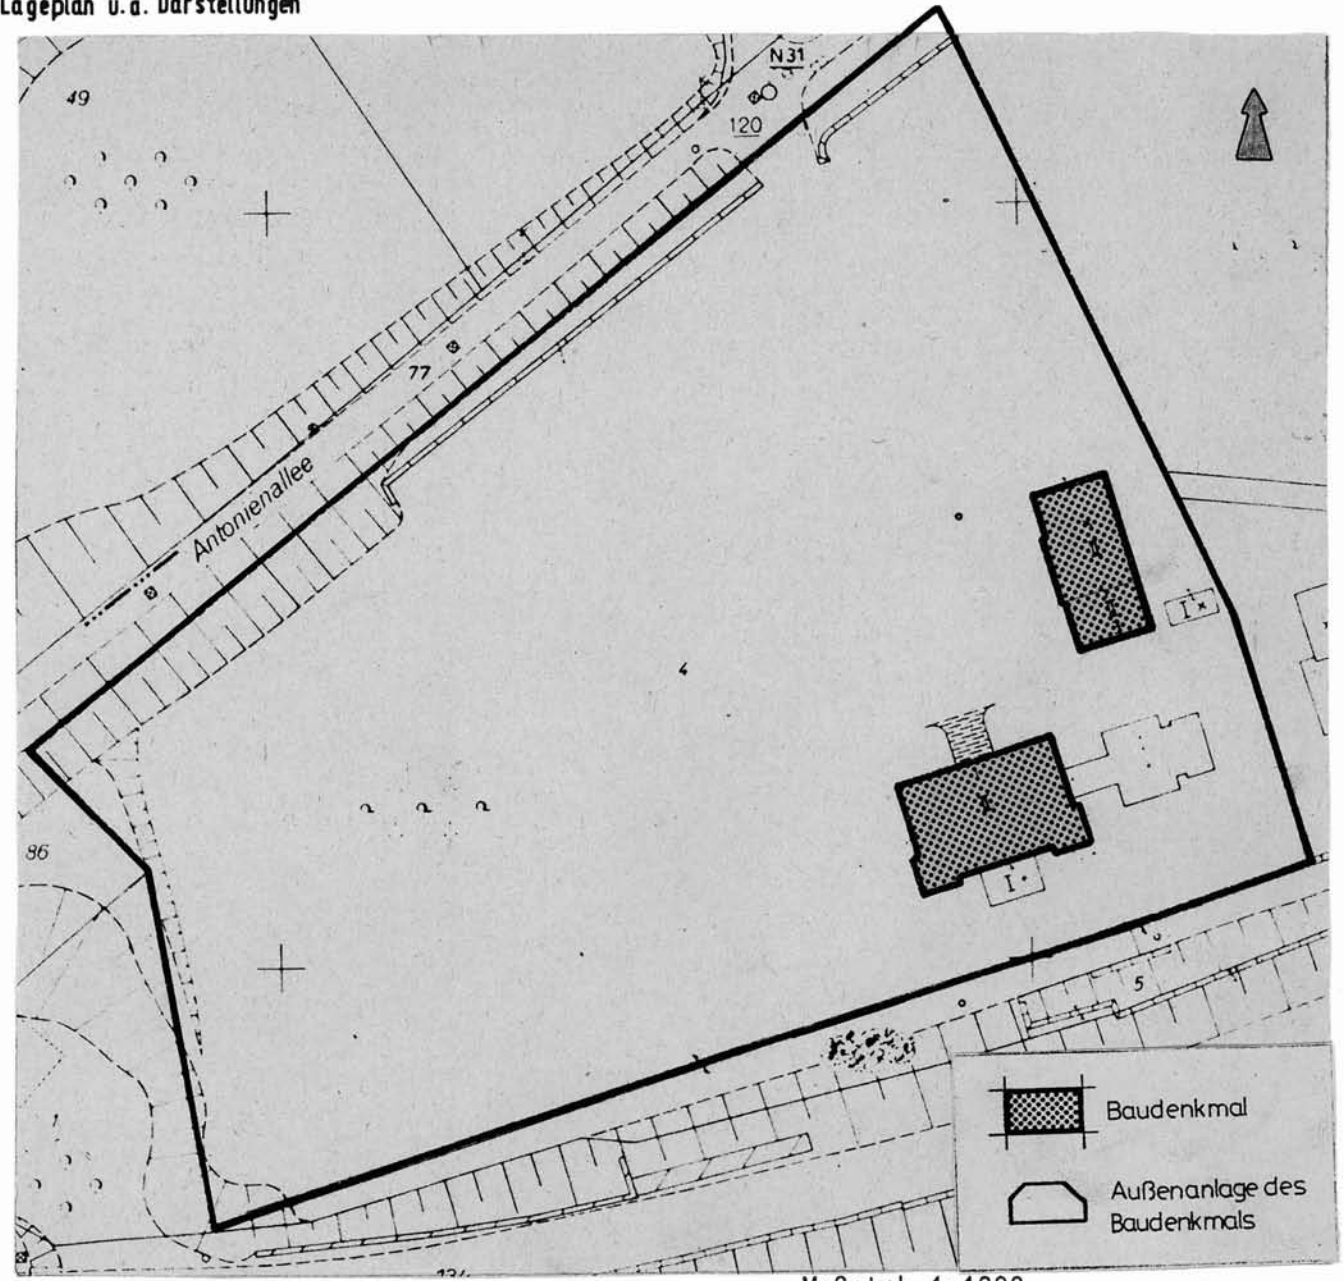 Lageplan u.a. Darstellungen
N31
49
120
77
Antonienallee
4
I
86
I
5
Baudenkmal
Außenanlage des
Baudenkmals